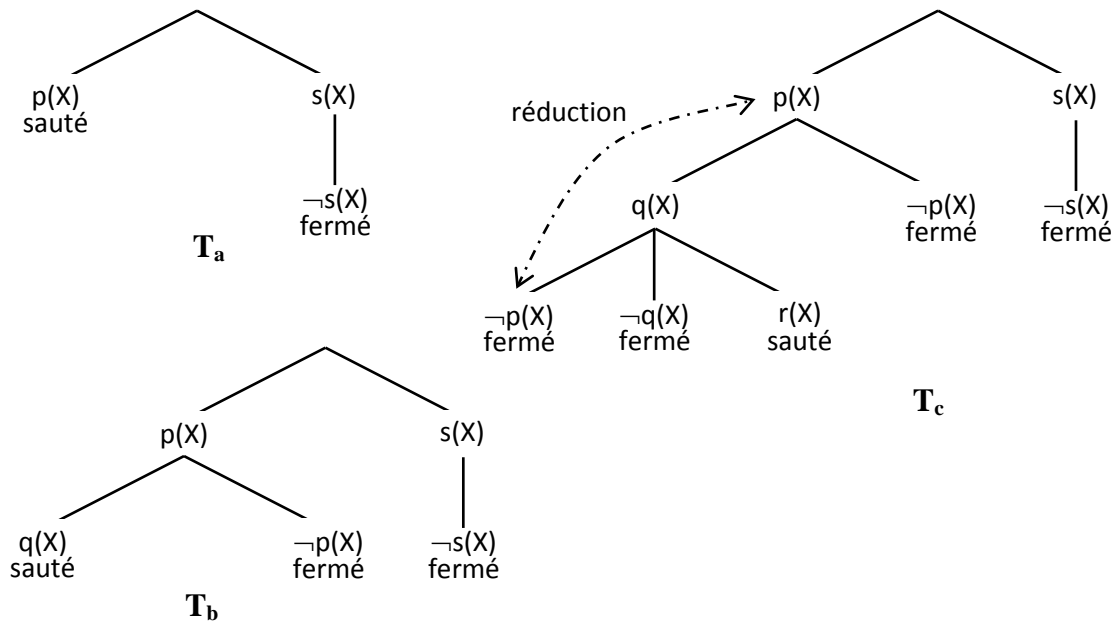 p(X)
sauté
s(X)
¬s(X)
fermé
Ta
réduction
p(X)
s(X)
q(X)
¬p(X)
fermé
¬s(X)
fermé
¬p(X)
fermé
¬q(X)
fermé
r(X)
sauté
Tc
p(X)
s(X)
q(X)
sauté
¬p(X)
fermé
¬s(X)
fermé
Tb